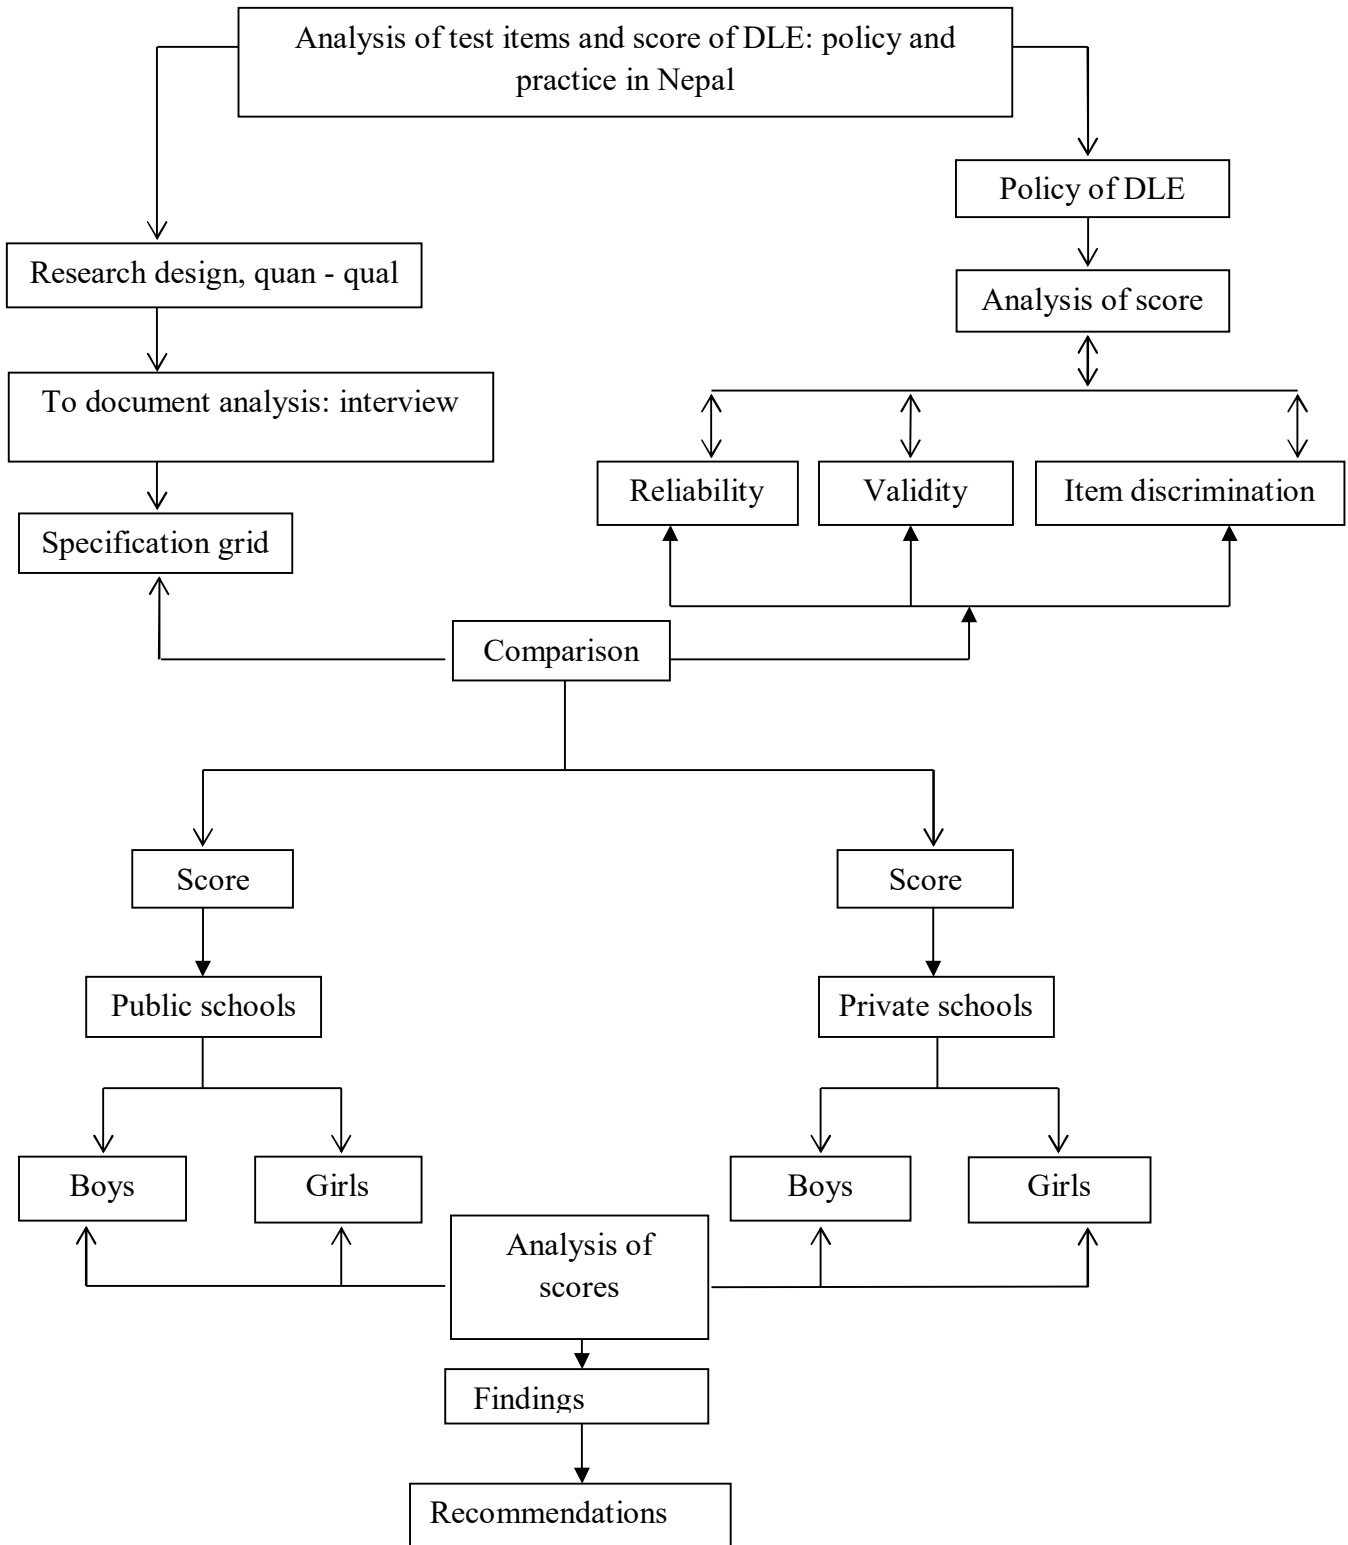 Analysis of test items and score of DLE: policy and
practice in Nepal
Policy of DLE
Research design, quan - qual
Analysis of score
To document analysis: interview
Reliability
Validity
Item discrimination
Specification grid
Comparison
Score
Score
Public schools
Private schools
Boys
Girls
Boys
Girls
Analysis of
scores
Findings
Recommendations